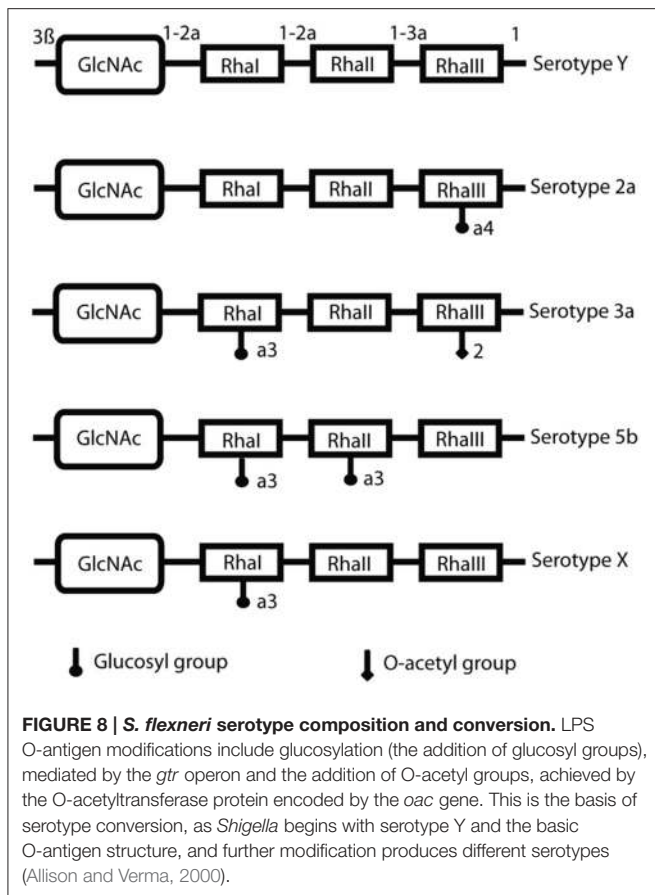 3ß 1-2a 1-2a 1-3a 1
GlcNAc RhaI RhaII RhaIII Serotype Y
GlcNAc RhaI RhaII RhaIII Serotype 2a
a4
GlcNAc RhaI RhaII RhaIII Serotype 3a
a3 2
GlcNAc RhaI RhaII RhaIII Serotype 5b
a3 a3
GlcNAc RhaI RhaII RhaIII Serotype X
a3
Glucosyl group O-acetyl group
FIGURE 8 | S. flexneri serotype composition and conversion. LPS
O-antigen modifications include glucosylation (the addition of glucosyl groups),
mediated by the gtr operon and the addition of O-acetyl groups, achieved by
the O-acetyltransferase protein encoded by the oac gene. This is the basis of
serotype conversion, as Shigella begins with serotype Y and the basic
O-antigen structure, and further modification produces different serotypes
(Allison and Verma, 2000).